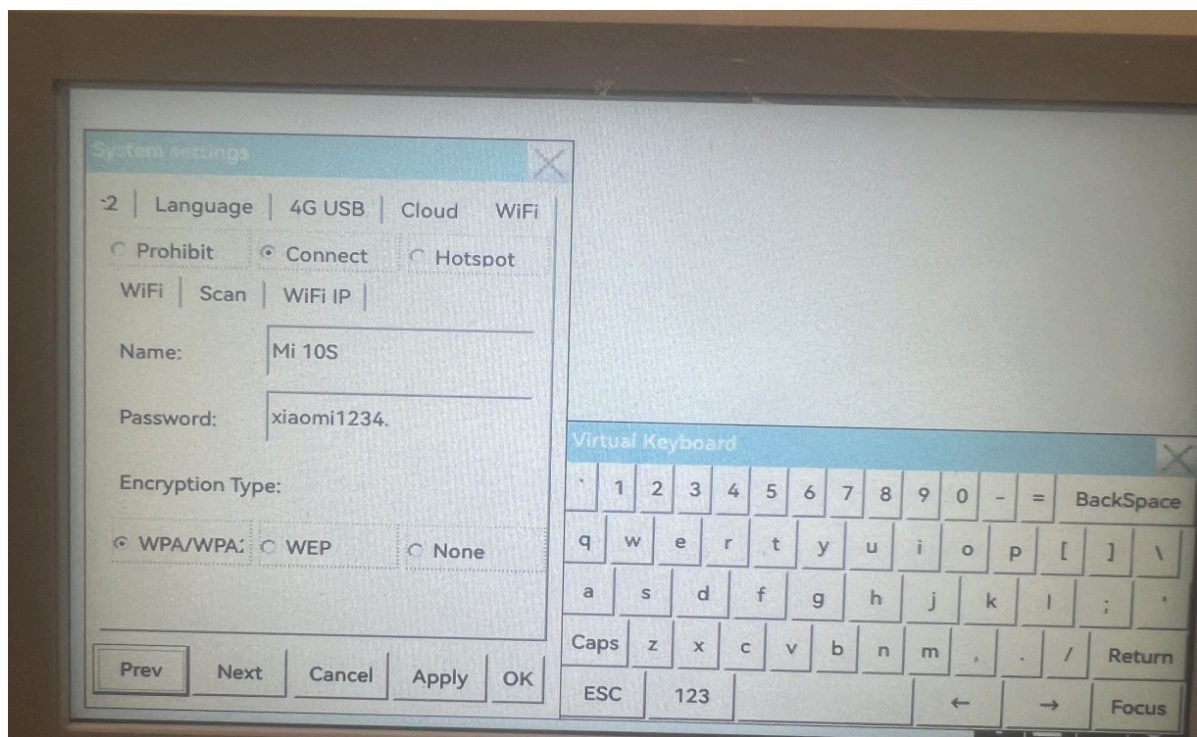 System settings
-2 Language 4G USB Cloud WiFi
Prohibit Connect Hotspot
WiFi Scan WiFi IP
Name: Mi 10S
Password: xiaomi1234.
Encryption Type:
WPA/WPA2 WEP None
Prev Next Cancel Apply OK
Virtual Keyboard
` 1 2 3 4 5 6 7 8 9 0 - = BackSpace
q w e r t y u i o p [ ] \
a s d f g h j k l ; '
Caps z x c v b n m , . / Return
ESC 123 ← → Focus